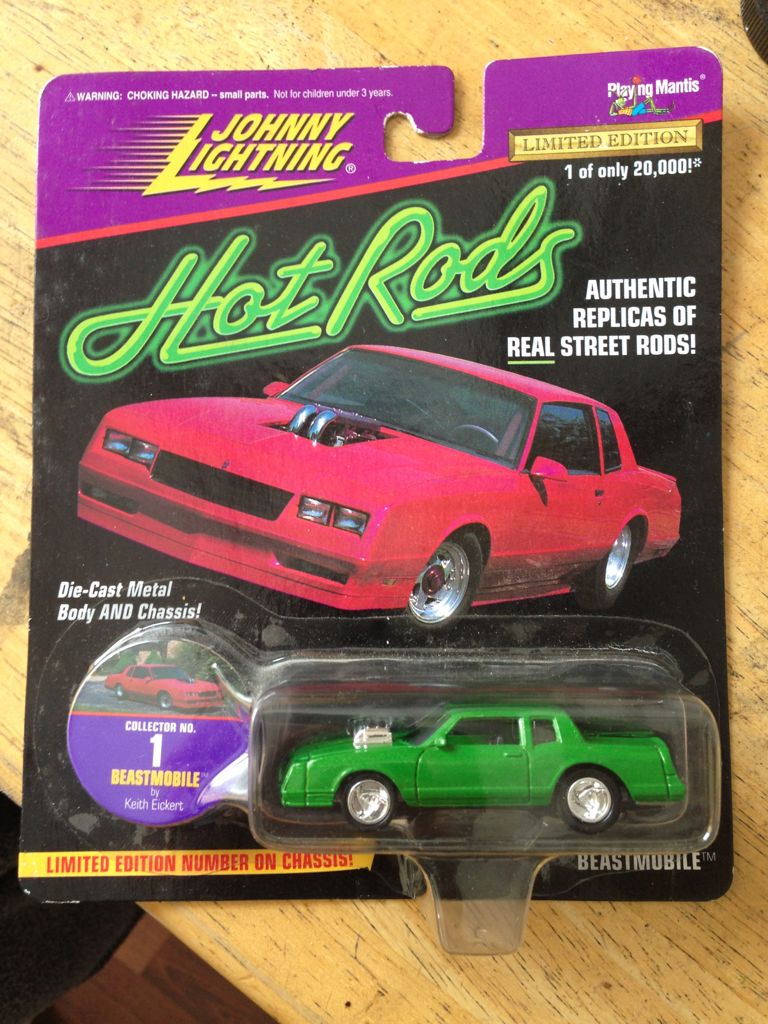 ⚠ WARNING: CHOKING HAZARD -- small parts. Not for children under 3 years.
Playing Mantis®
JOHNNY
LIGHTNING®
LIMITED EDITION
1 of only 20,000!*
Hot Rods
AUTHENTIC
REPLICAS OF
REAL STREET RODS!
Die-Cast Metal
Body AND Chassis!
COLLECTOR NO.
1
BEASTMOBILE™
by
Keith Eickert
LIMITED EDITION NUMBER ON CHASSIS!
BEASTMOBILE™